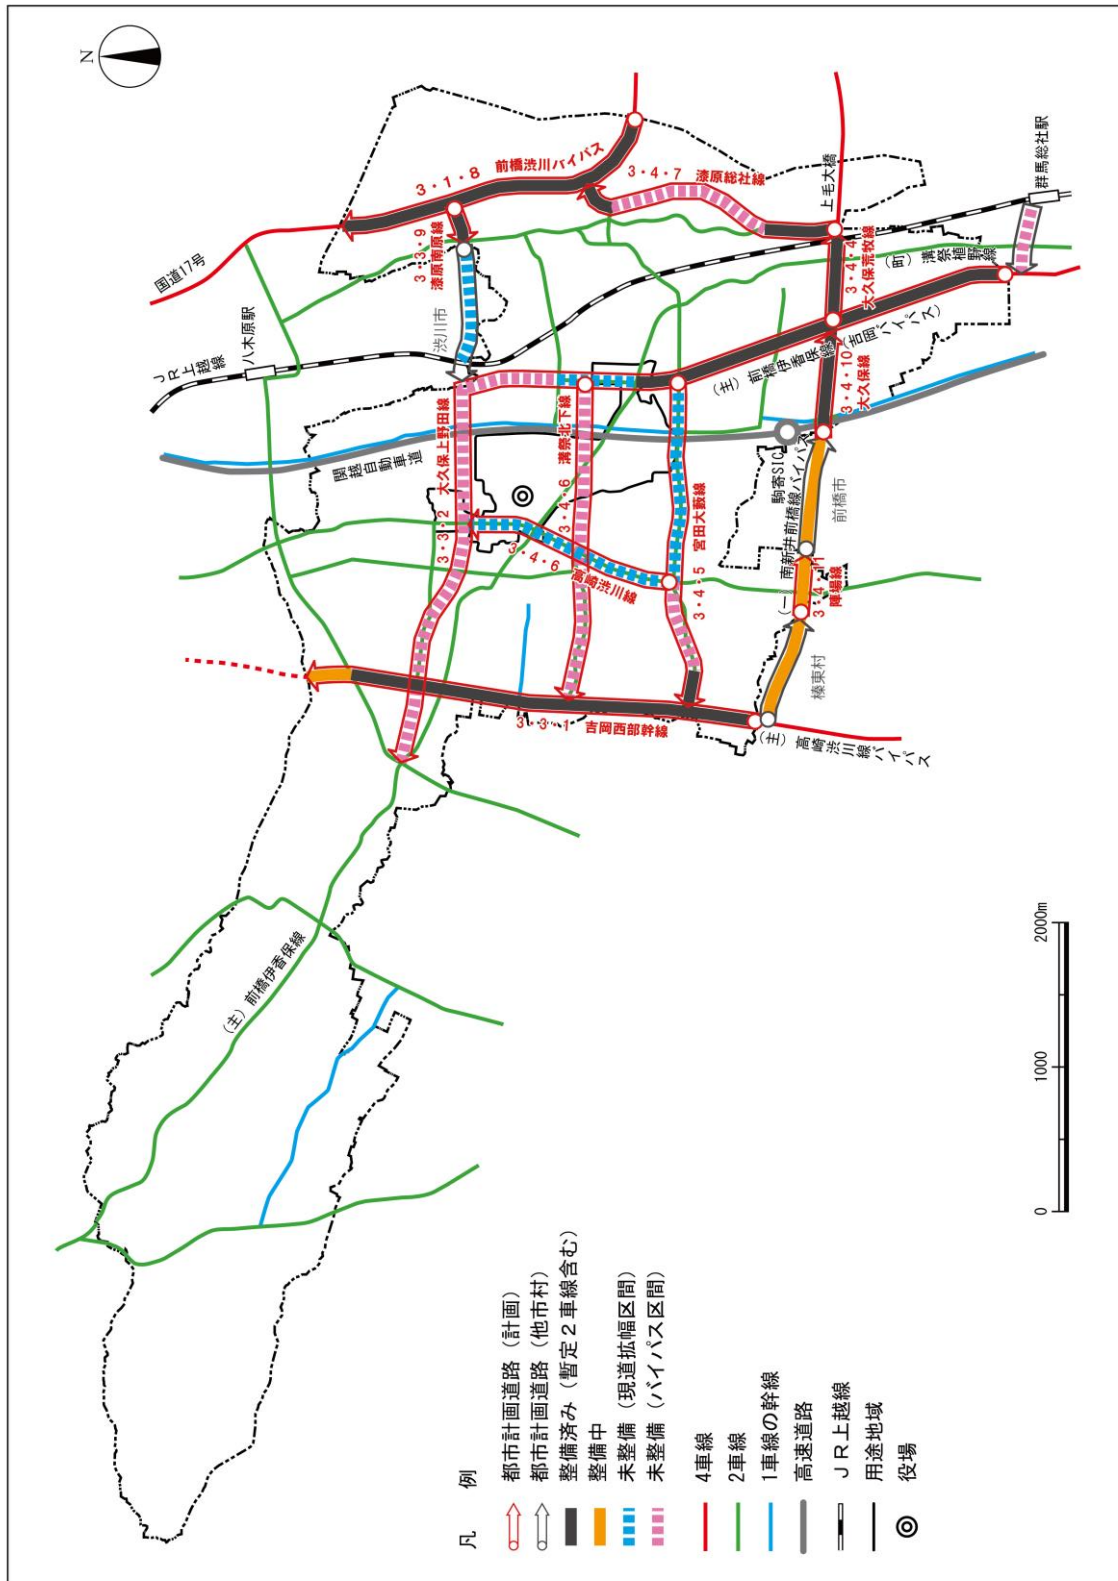 N
国道17号
ＪＲ上越線
八木原駅
渋川市
3・1・8 前橋渋川バイパス
3・3・9
漆原南原線
3・4・7 漆原総社線
上毛大橋
群馬総社駅
3・4・4
大久保荒牧線
（町）溝祭植野線
（主）前橋伊香保線（吉岡バイパス）
3・4・10
大久保線
関越自動車道
3・3・2 大久保上野田線
3・4・6 溝祭北下線
3・4・6 高崎渋川線
3・4・5 宮田大藪線
駒寄SIC
（一）南新井前橋線バイパス
前橋市
3・4・11
陣場線
榛東村
3・3・1 吉岡西部幹線
（主）高崎渋川線バイパス
（主）前橋伊香保線
0 1000 2000m
凡 例
都市計画道路（計画）
都市計画道路（他市村）
整備済み（暫定２車線含む）
整備中
未整備（現道拡幅区間）
未整備（バイパス区間）
4車線
2車線
1車線の幹線
高速道路
ＪＲ上越線
用途地域
役場